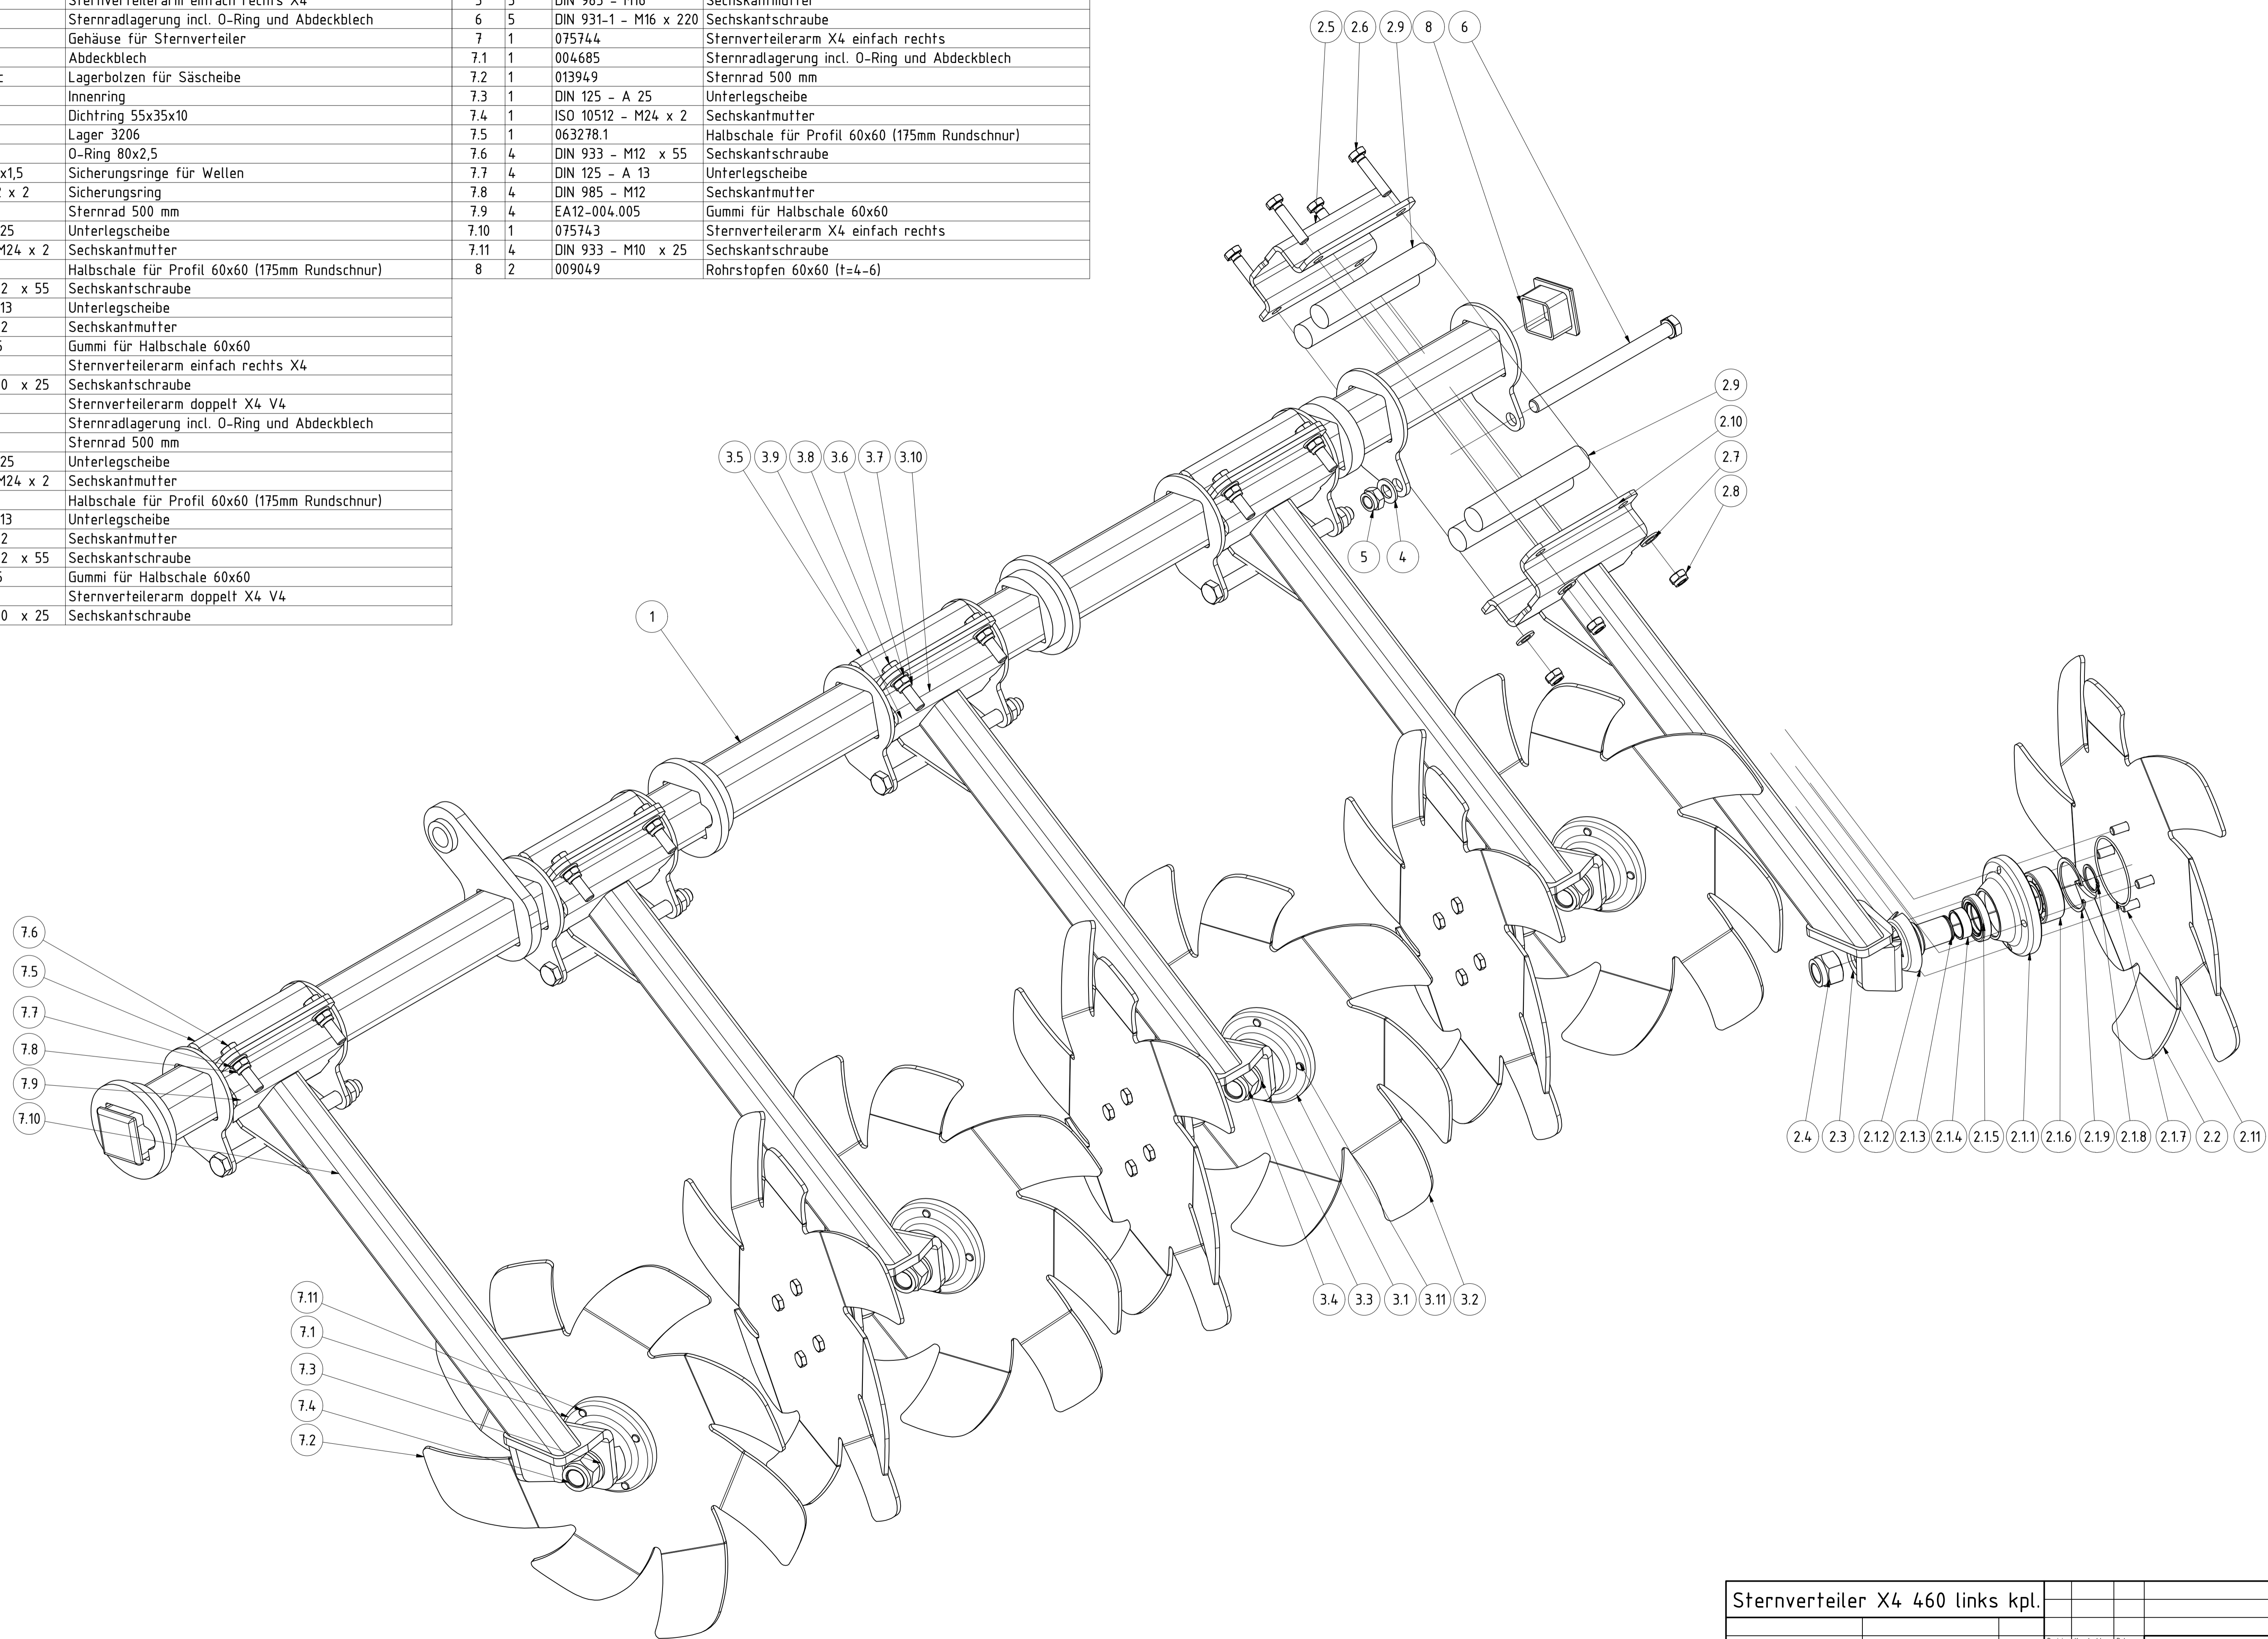 Sternverteilerarm einfach rechts X4
Sternradlagerung incl. O-Ring und Abdeckblech
Gehäuse für Sternverteiler
Abdeckblech
Lagerbolzen für Säscheibe
Innenring
Dichtring 55x35x10
Lager 3206
O-Ring 80x2,5
x1,5 Sicherungsringe für Wellen
x 2 Sicherungsring
Sternrad 500 mm
25 Unterlegscheibe
M24 x 2 Sechskantmutter
Halbschale für Profil 60x60 (175mm Rundschnur)
2 x 55 Sechskantschraube
13 Unterlegscheibe
2 Sechskantmutter
Gummi für Halbschale 60x60
Sternverteilerarm einfach rechts X4
0 x 25 Sechskantschraube
Sternverteilerarm doppelt X4 V4
Sternradlagerung incl. O-Ring und Abdeckblech
Sternrad 500 mm
25 Unterlegscheibe
M24 x 2 Sechskantmutter
Halbschale für Profil 60x60 (175mm Rundschnur)
13 Unterlegscheibe
2 Sechskantmutter
2 x 55 Sechskantschraube
Gummi für Halbschale 60x60
Sternverteilerarm doppelt X4 V4
0 x 25 Sechskantschraube
5 5 DIN 985 - M16 Sechskantmutter
6 5 DIN 931-1 - M16 x 220 Sechskantschraube
7 1 075744 Sternverteilerarm X4 einfach rechts
7.1 1 004685 Sternradlagerung incl. O-Ring und Abdeckblech
7.2 1 013949 Sternrad 500 mm
7.3 1 DIN 125 - A 25 Unterlegscheibe
7.4 1 ISO 10512 - M24 x 2 Sechskantmutter
7.5 1 063278.1 Halbschale für Profil 60x60 (175mm Rundschnur)
7.6 4 DIN 933 - M12 x 55 Sechskantschraube
7.7 4 DIN 125 - A 13 Unterlegscheibe
7.8 4 DIN 985 - M12 Sechskantmutter
7.9 4 EA12-004.005 Gummi für Halbschale 60x60
7.10 1 075743 Sternverteilerarm X4 einfach rechts
7.11 4 DIN 933 - M10 x 25 Sechskantschraube
8 2 009049 Rohrstopfen 60x60 (t=4-6)
2.5 2.6 2.9 8 6
2.9
2.10
2.7
2.8
3.5 3.9 3.8 3.6 3.7 3.10
5 4
1
7.6
7.5
7.7
7.8
7.9
7.10
2.4 2.3 2.1.2 2.1.3 2.1.4 2.1.5 2.1.1 2.1.6 2.1.9 2.1.8 2.1.7 2.2 2.11
3.4 3.3 3.1 3.11 3.2
7.11
7.1
7.3
7.4
7.2
Sternverteiler X4 460 links kpl.